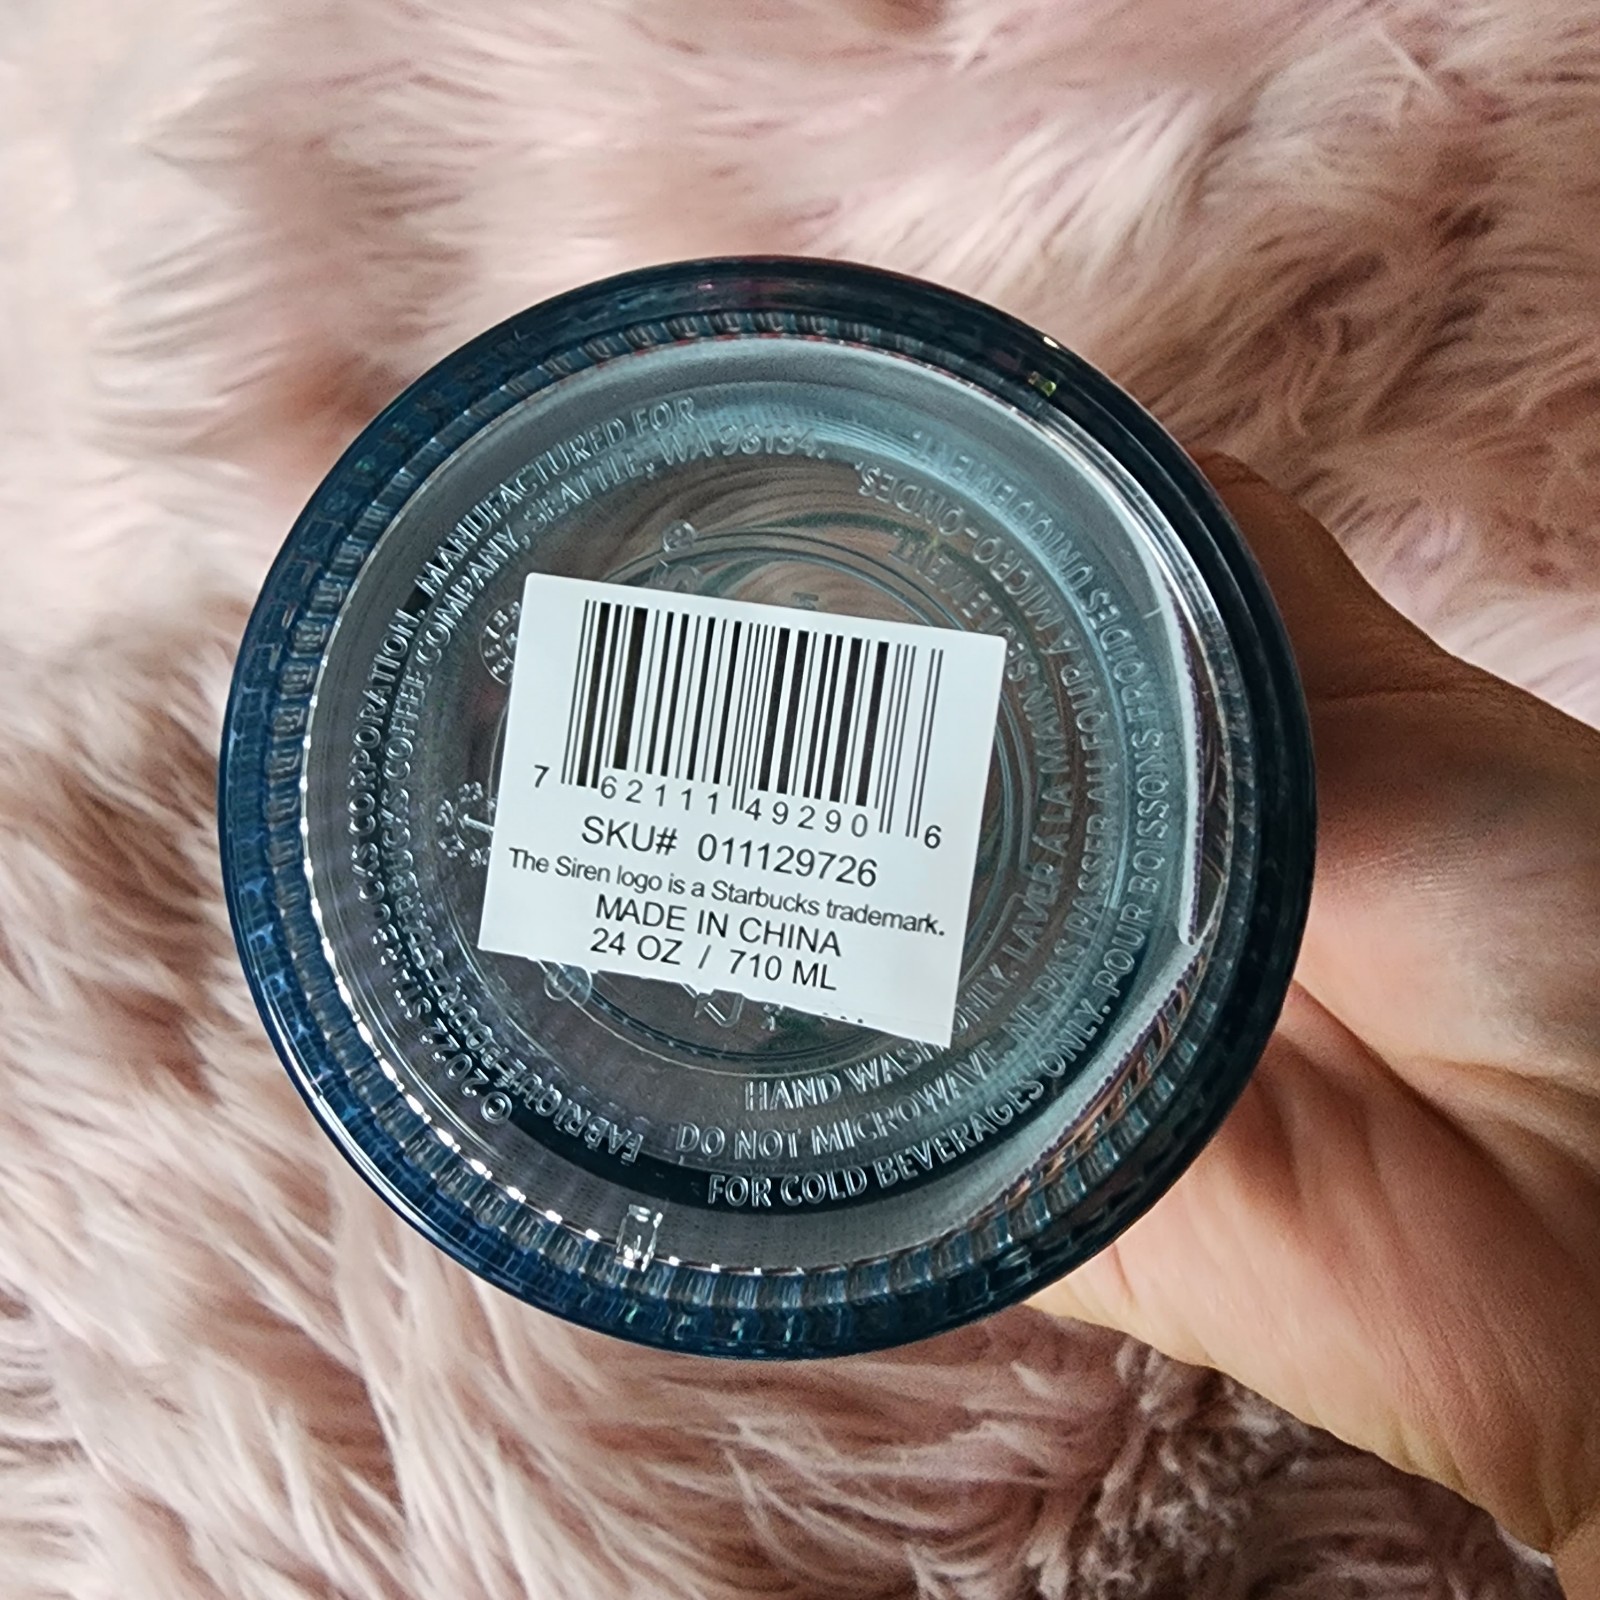 7 62111 49290 6
SKU# 011129726
The Siren logo is a Starbucks trademark.
MADE IN CHINA
24 OZ / 710 ML
STARBUCKS CORPORATION. MANUFACTURED FOR
STARBUCKS COFFEE COMPANY, SEATTLE, WA 98134.
HAND WASH ONLY. LAVER À LA MAIN SEULEMENT.
DO NOT MICROWAVE. NE PAS PASSER AU FOUR À MICRO-ONDES.
FOR COLD BEVERAGES ONLY. POUR BOISSONS FROIDES UNIQUEMENT.